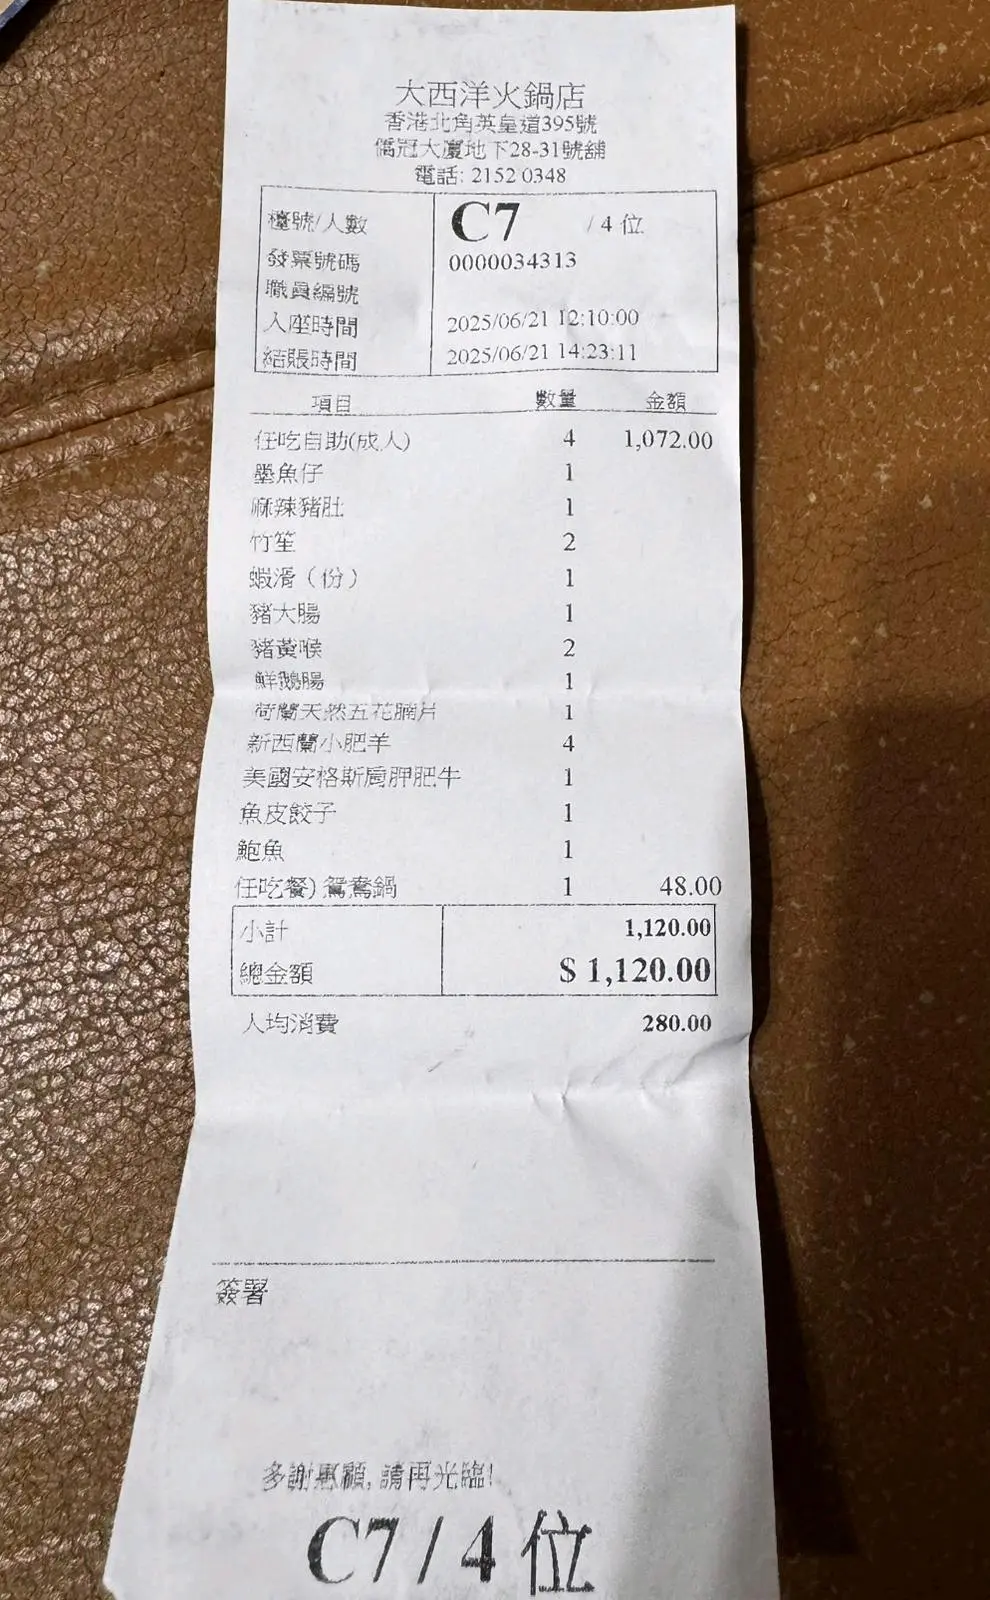 大西洋火鍋店
香港北角英皇道395號
僑冠大廈地下28-31號舖
電話: 2152 0348
檯號/人數 C7 / 4 位
發票號碼 0000034313
職員編號
入座時間 2025/06/21 12:10:00
結賬時間 2025/06/21 14:23:11
項目 數量 金額
任吃自助(成人) 4 1,072.00
墨魚仔 1
麻辣豬肚 1
竹笙 2
蝦滑（份） 1
豬大腸 1
豬黃喉 2
鮮鵝腸 1
荷蘭天然五花腩片 1
新西蘭小肥羊 4
美國安格斯肩胛肥牛 1
魚皮餃子 1
鮑魚 1
任吃餐) 鴛鴦鍋 1 48.00
小計 1,120.00
總金額 $ 1,120.00
人均消費 280.00
簽署
多謝惠顧, 請再光臨!
C7 / 4 位